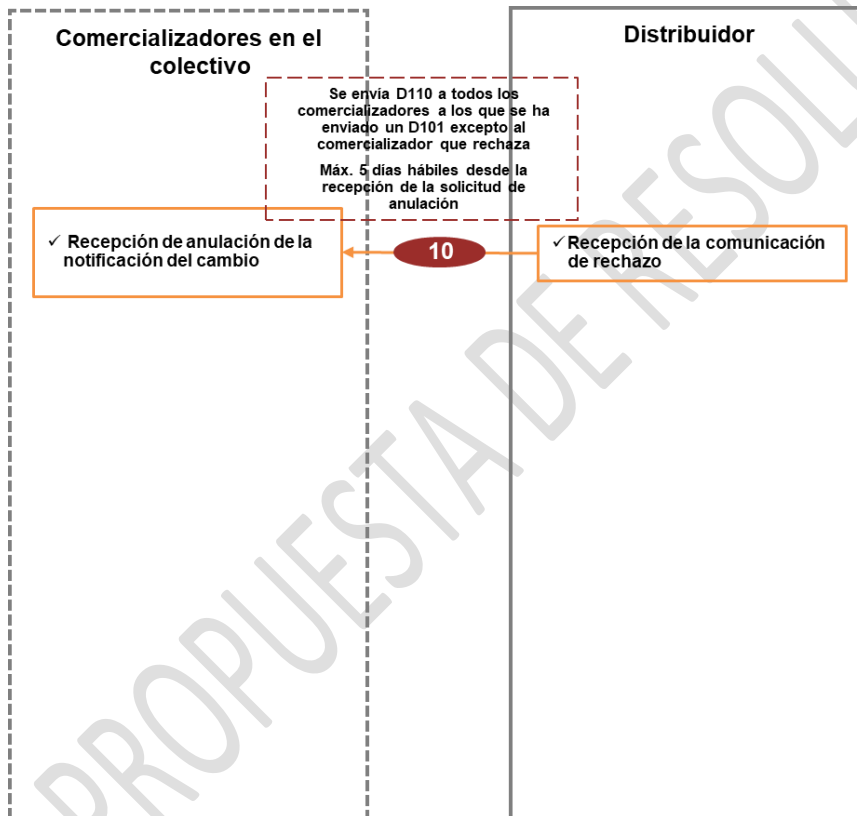 Comercializadores en el
colectivo
Distribuidor
Se envía D110 a todos los
comercializadores a los que se ha
enviado un D101 excepto al
comercializador que rechaza
Máx. 5 días hábiles desde la
recepción de la solicitud de
anulación
✓ Recepción de anulación de la
notificación del cambio
10
✓ Recepción de la comunicación
de rechazo
PROPUESTA DE RESOLU